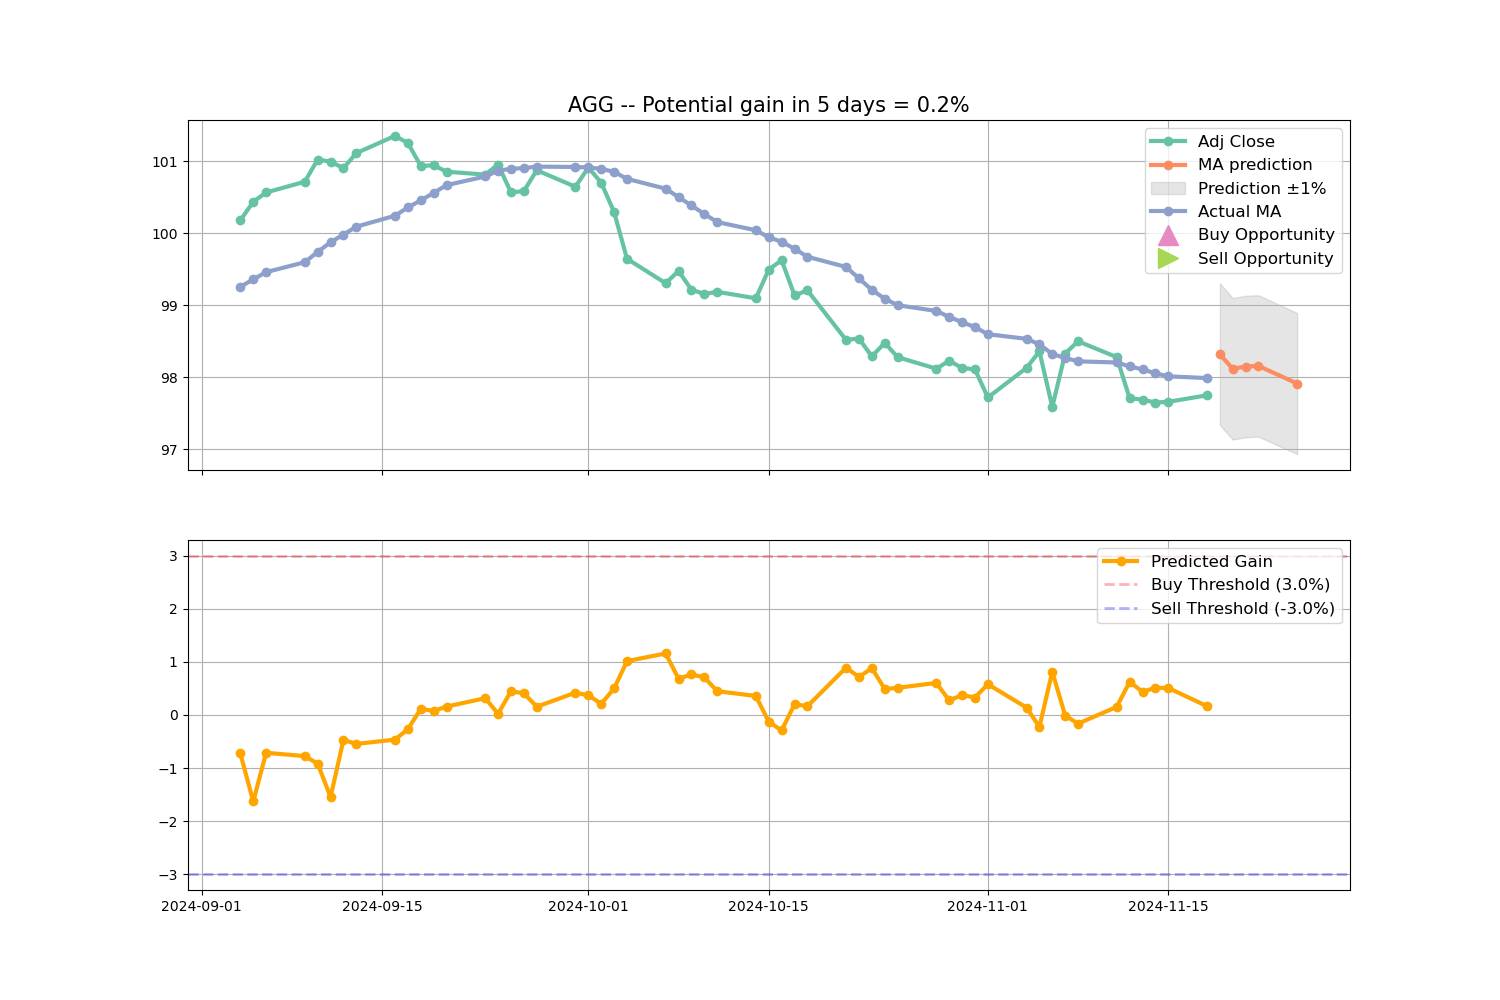 AGG -- Potential gain in 5 days = 0.2%
101
100
99
98
97
Adj Close
MA prediction
Prediction ±1%
Actual MA
Buy Opportunity
Sell Opportunity
3
2
1
0
−1
−2
−3
Predicted Gain
Buy Threshold (3.0%)
Sell Threshold (-3.0%)
2024-09-01
2024-09-15
2024-10-01
2024-10-15
2024-11-01
2024-11-15